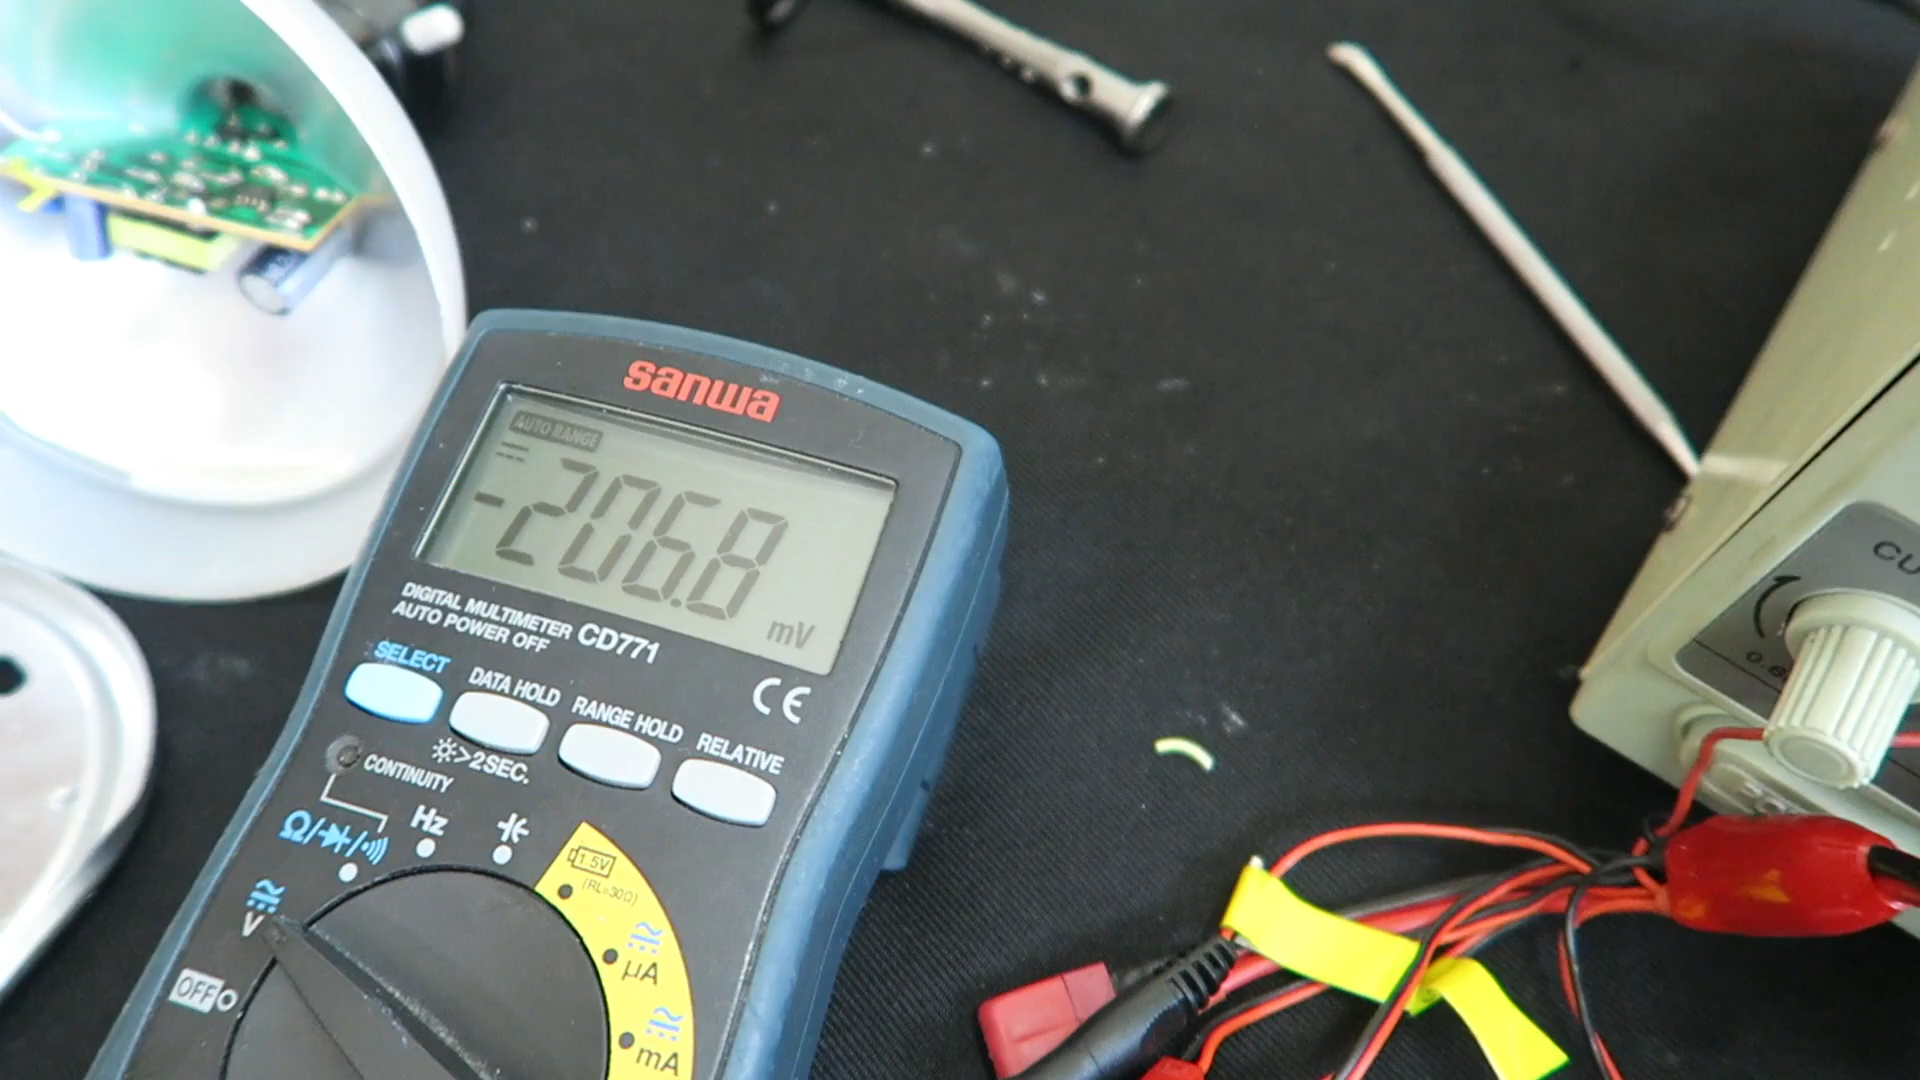 sanwa
AUTO RANGE
-206.8
mV
DIGITAL MULTIMETER CD771
AUTO POWER OFF
CE
SELECT
DATA HOLD
RANGE HOLD
RELATIVE
>2SEC.
CONTINUITY
Ω/
Hz
1.5V
(RL=30Ω)
V
μA
OFF
mA
CU